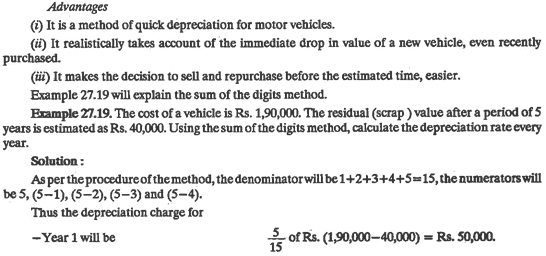 Advantages
(i) It is a method of quick depreciation for motor vehicles.
(ii) It realistically takes account of the immediate drop in value of a new vehicle, even recently
purchased.
(iii) It makes the decision to sell and repurchase before the estimated time, easier.
Example 27.19 will explain the sum of the digits method.
Example 27.19. The cost of a vehicle is Rs. 1,90,000. The residual (scrap ) value after a period of 5
years is estimated as Rs. 40,000. Using the sum of the digits method, calculate the depreciation rate every
year.
Solution :
As per the procedure of the method, the denominator will be 1+2+3+4+5=15, the numerators will
be 5, (5−1), (5−2), (5−3) and (5−4).
Thus the depreciation charge for
−Year 1 will be 5/15 of Rs. (1,90,000−40,000) = Rs. 50,000.